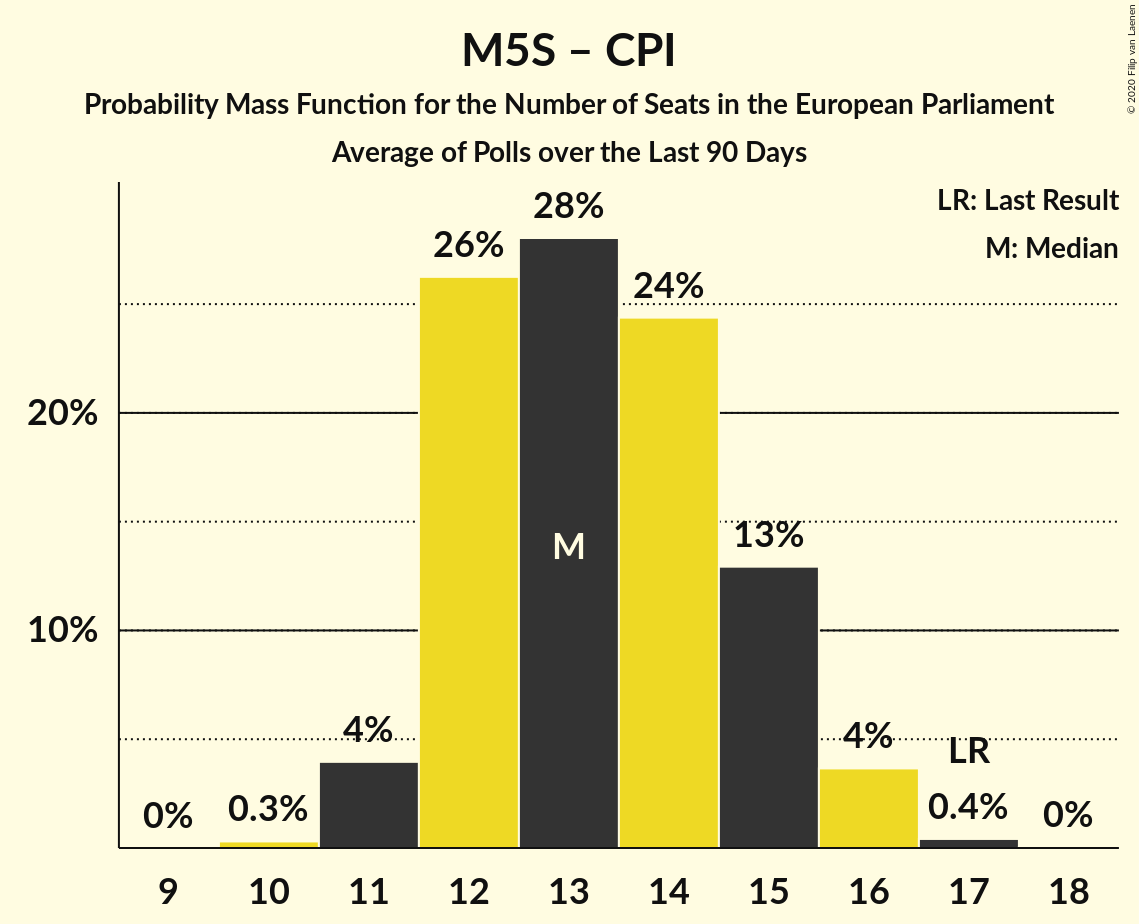 M5S – CPI
Probability Mass Function for the Number of Seats in the European Parliament
Average of Polls over the Last 90 Days
© 2020 Filip van Laenen
LR: Last Result
M: Median
28%
26%
24%
20%
13%
M
10%
4%
4%
LR
0%
0.3%
0.4%
0%
9 10 11 12 13 14 15 16 17 18